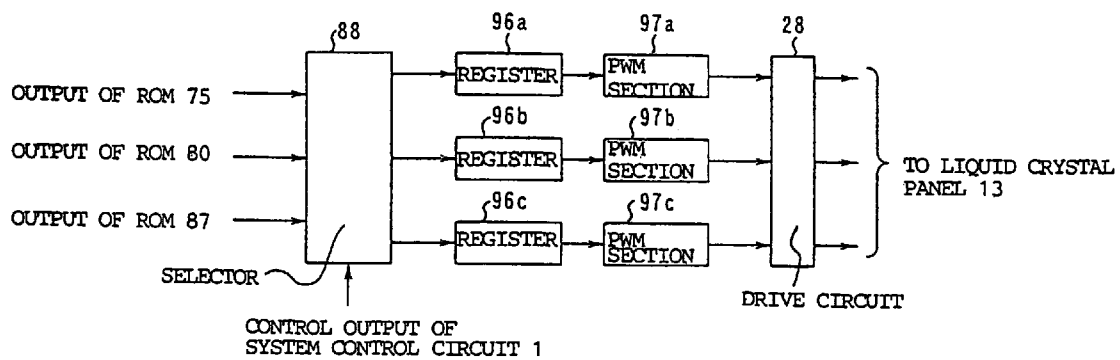 88
96a
97a
28
REGISTER
PWM
SECTION
OUTPUT OF ROM 75
96b
97b
REGISTER
PWM
SECTION
OUTPUT OF ROM 80
TO LIQUID CRYSTAL
PANEL 13
96c
97c
REGISTER
PWM
SECTION
OUTPUT OF ROM 87
SELECTOR
DRIVE CIRCUIT
CONTROL OUTPUT OF
SYSTEM CONTROL CIRCUIT 1